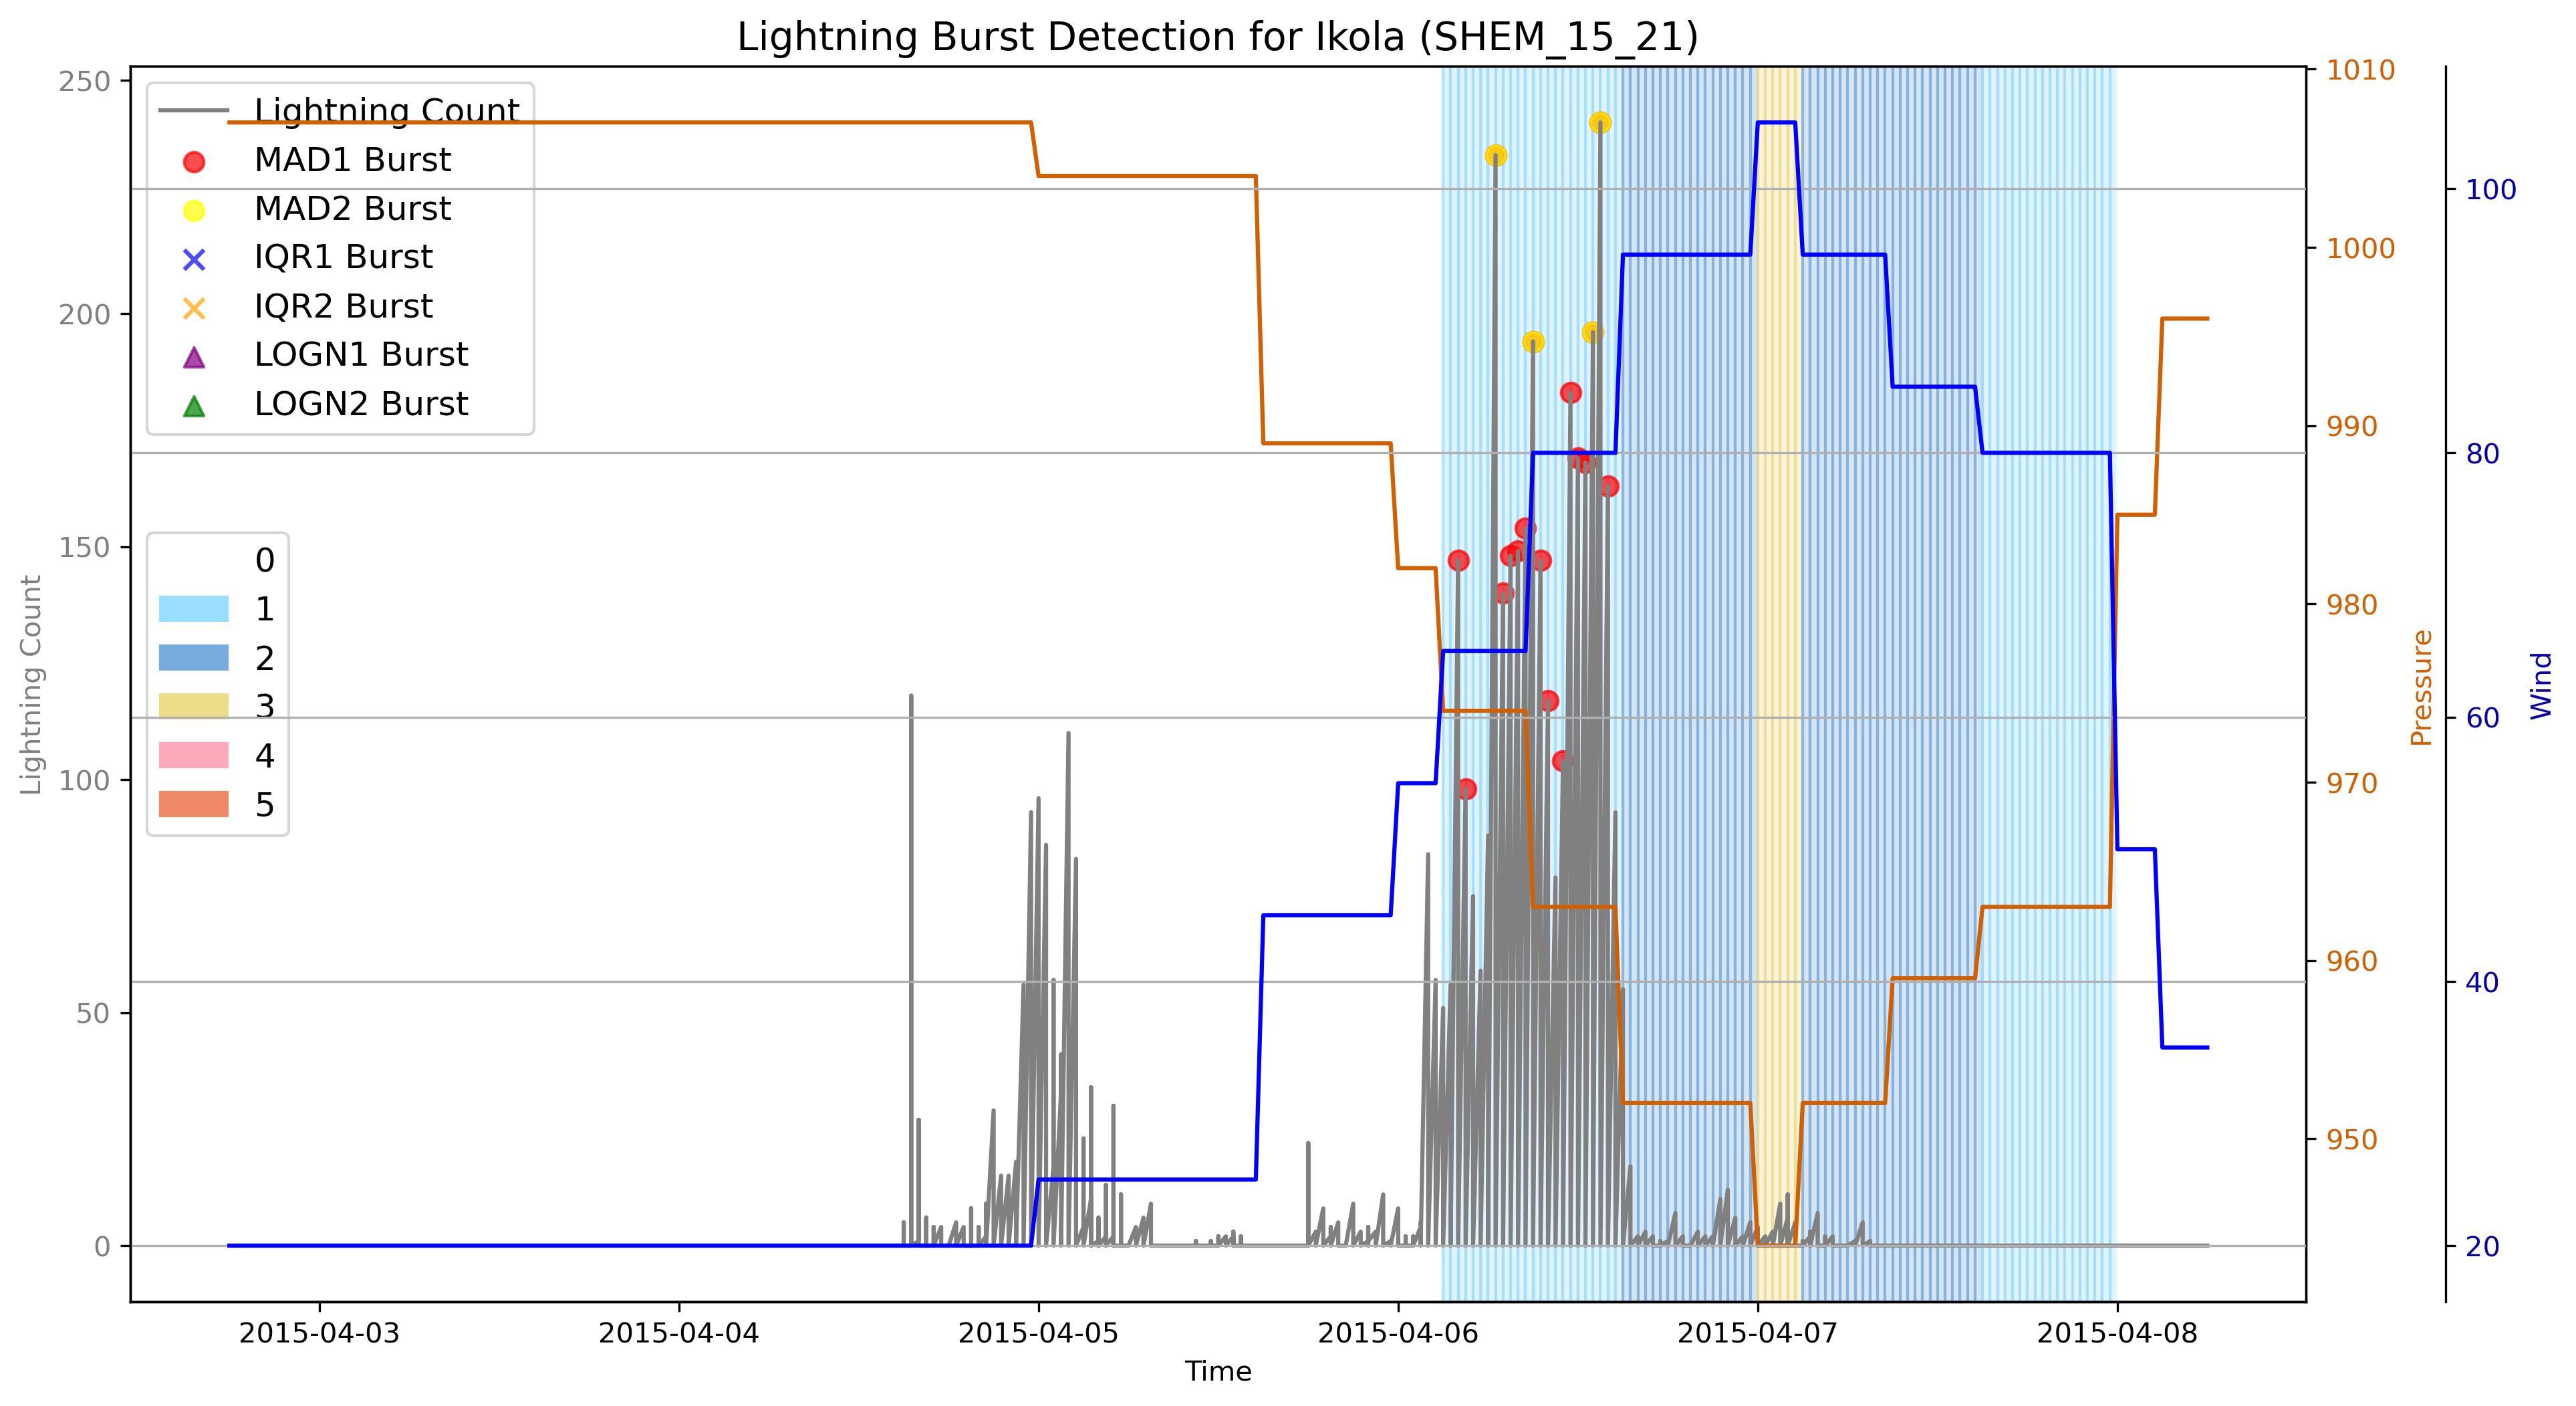 Lightning Burst Detection for Ikola (SHEM_15_21)
Lightning Count
MAD1 Burst
MAD2 Burst
IQR1 Burst
IQR2 Burst
LOGN1 Burst
LOGN2 Burst
0
1
2
3
4
5
Lightning Count
250
200
150
100
50
0
1010
1000
990
980
970
960
950
Pressure
100
80
60
40
20
Wind
2015-04-03
2015-04-04
2015-04-05
2015-04-06
2015-04-07
2015-04-08
Time